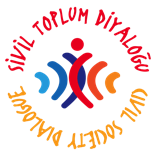 SİVİL TOPLUM DİYALOĞU
CIVIL SOCIETY DIALOGUE